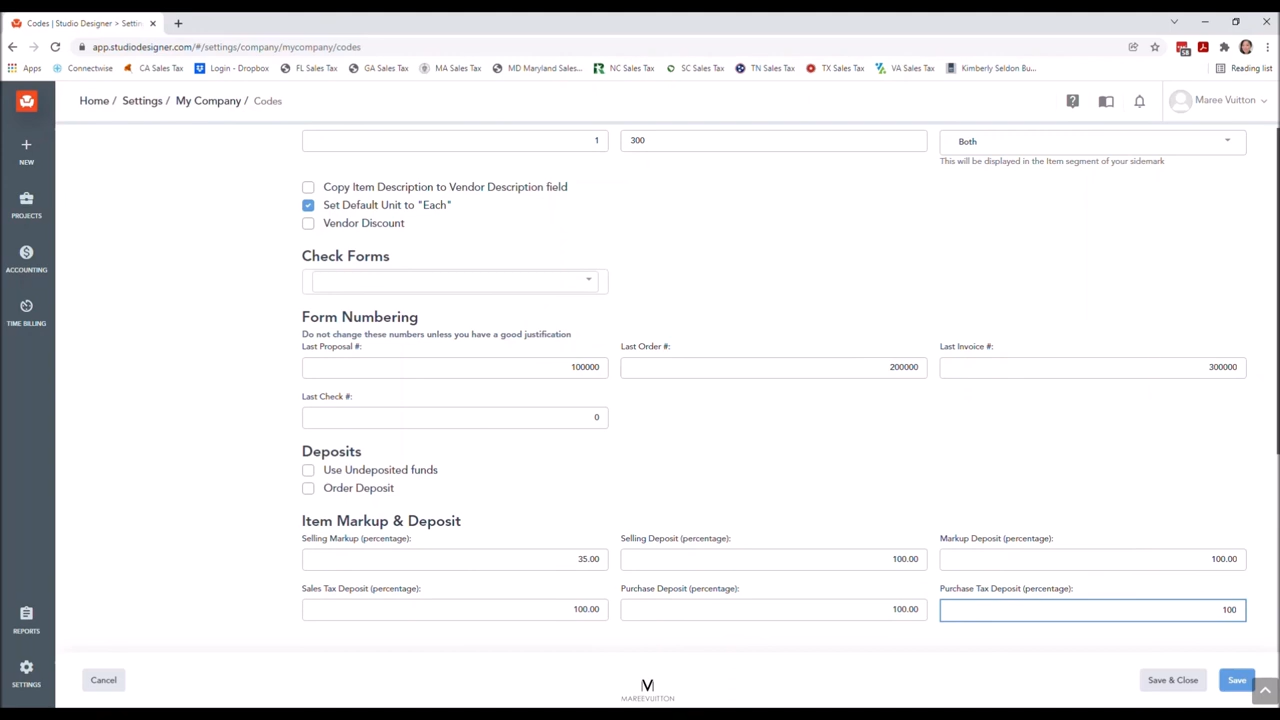 Codes | Studio Designer > Settin
app.studiodesigner.com/#/settings/company/mycompany/codes
58
Apps Connectwise CA Sales Tax Login - Dropbox FL Sales Tax GA Sales Tax MA Sales Tax MD Maryland Sales... NC Sales Tax SC Sales Tax TN Sales Tax TX Sales Tax VA Sales Tax Kimberly Seldon Bu... Reading list
Home / Settings / My Company / Codes
Maree Vuitton
NEW
PROJECTS
ACCOUNTING
TIME BILLING
REPORTS
SETTINGS
1 300 Both
This will be displayed in the Item segment of your sidemark
Copy Item Description to Vendor Description field
Set Default Unit to "Each"
Vendor Discount
Check Forms
Form Numbering
Do not change these numbers unless you have a good justification
Last Proposal #: Last Order #: Last Invoice #:
100000 200000 300000
Last Check #:
0
Deposits
Use Undeposited funds
Order Deposit
Item Markup & Deposit
Selling Markup (percentage): Selling Deposit (percentage): Markup Deposit (percentage):
35.00 100.00 100.00
Sales Tax Deposit (percentage): Purchase Deposit (percentage): Purchase Tax Deposit (percentage):
100.00 100.00 100
Cancel Save & Close Save
MAREEVUITTON